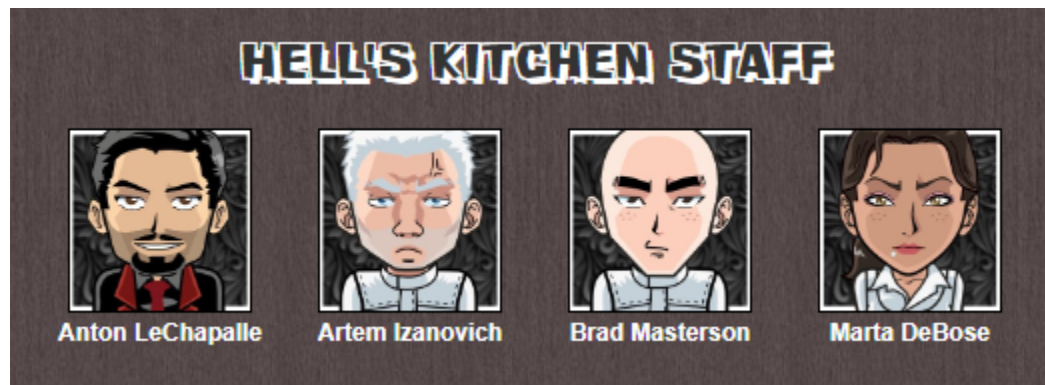 HELL'S KITCHEN STAFF
Anton LeChapalle Artem Izanovich Brad Masterson Marta DeBose